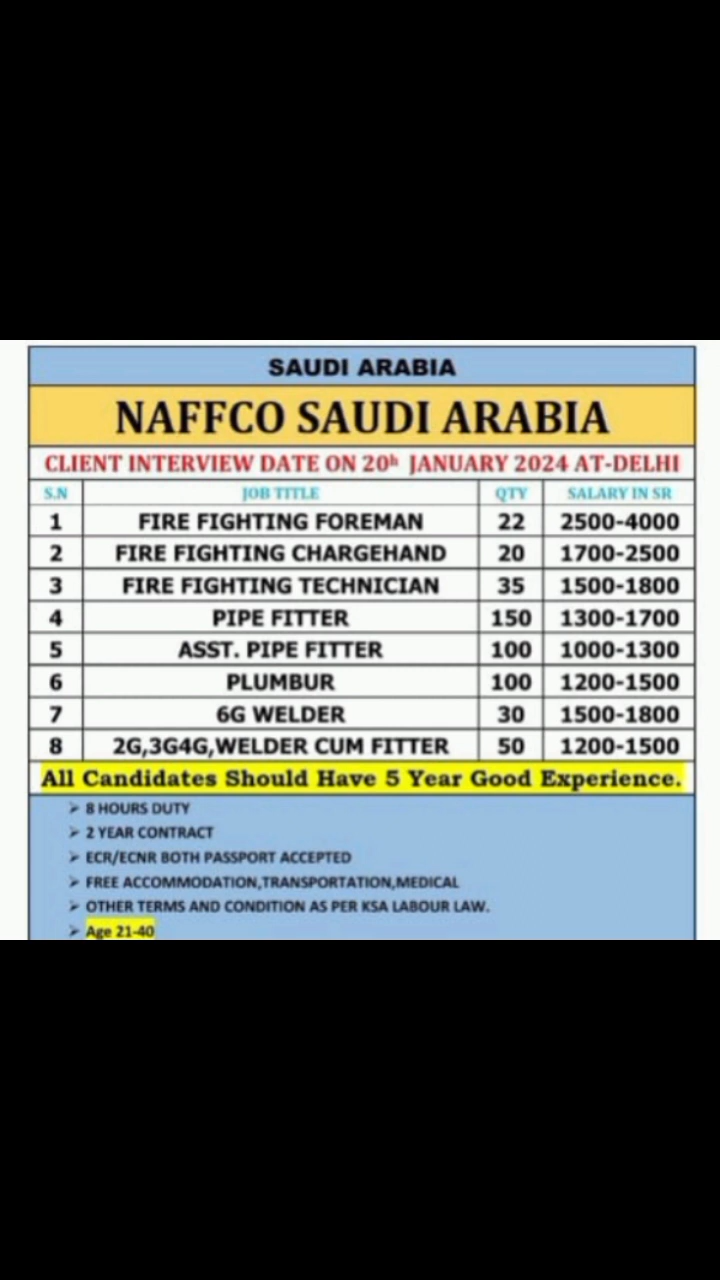 SAUDI ARABIA
NAFFCO SAUDI ARABIA
CLIENT INTERVIEW DATE ON 20ʰ JANUARY 2024 AT-DELHI
S.N JOB TITLE QTY SALARY IN SR
1 FIRE FIGHTING FOREMAN 22 2500-4000
2 FIRE FIGHTING CHARGEHAND 20 1700-2500
3 FIRE FIGHTING TECHNICIAN 35 1500-1800
4 PIPE FITTER 150 1300-1700
5 ASST. PIPE FITTER 100 1000-1300
6 PLUMBUR 100 1200-1500
7 6G WELDER 30 1500-1800
8 2G,3G4G,WELDER CUM FITTER 50 1200-1500
All Candidates Should Have 5 Year Good Experience.
➢ 8 HOURS DUTY
➢ 2 YEAR CONTRACT
➢ ECR/ECNR BOTH PASSPORT ACCEPTED
➢ FREE ACCOMMODATION,TRANSPORTATION,MEDICAL
➢ OTHER TERMS AND CONDITION AS PER KSA LABOUR LAW.
➢ Age 21-40